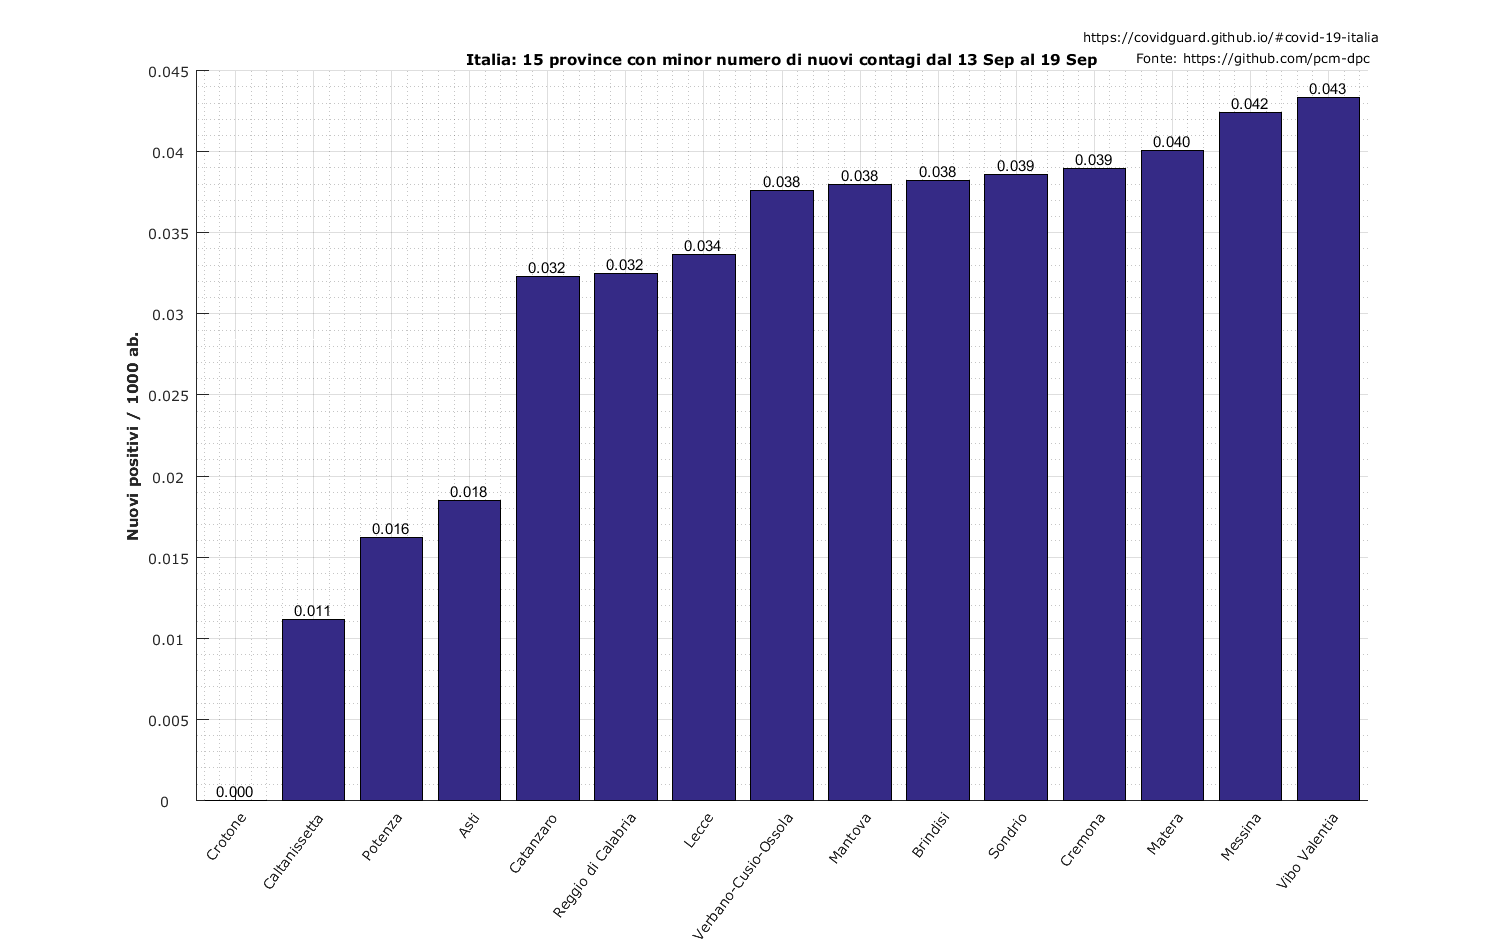 https://covidguard.github.io/#covid-19-italia
Italia: 15 province con minor numero di nuovi contagi dal 13 Sep al 19 Sep
Fonte: https://github.com/pcm-dpc
Nuovi positivi / 1000 ab.
0.045
0.04
0.035
0.03
0.025
0.02
0.015
0.01
0.005
0
0.000
0.011
0.016
0.018
0.032
0.032
0.034
0.038
0.038
0.038
0.039
0.039
0.040
0.042
0.043
Crotone
Caltanissetta
Potenza
Asti
Catanzaro
Reggio di Calabria
Lecce
Verbano-Cusio-Ossola
Mantova
Brindisi
Sondrio
Cremona
Matera
Messina
Vibo Valentia